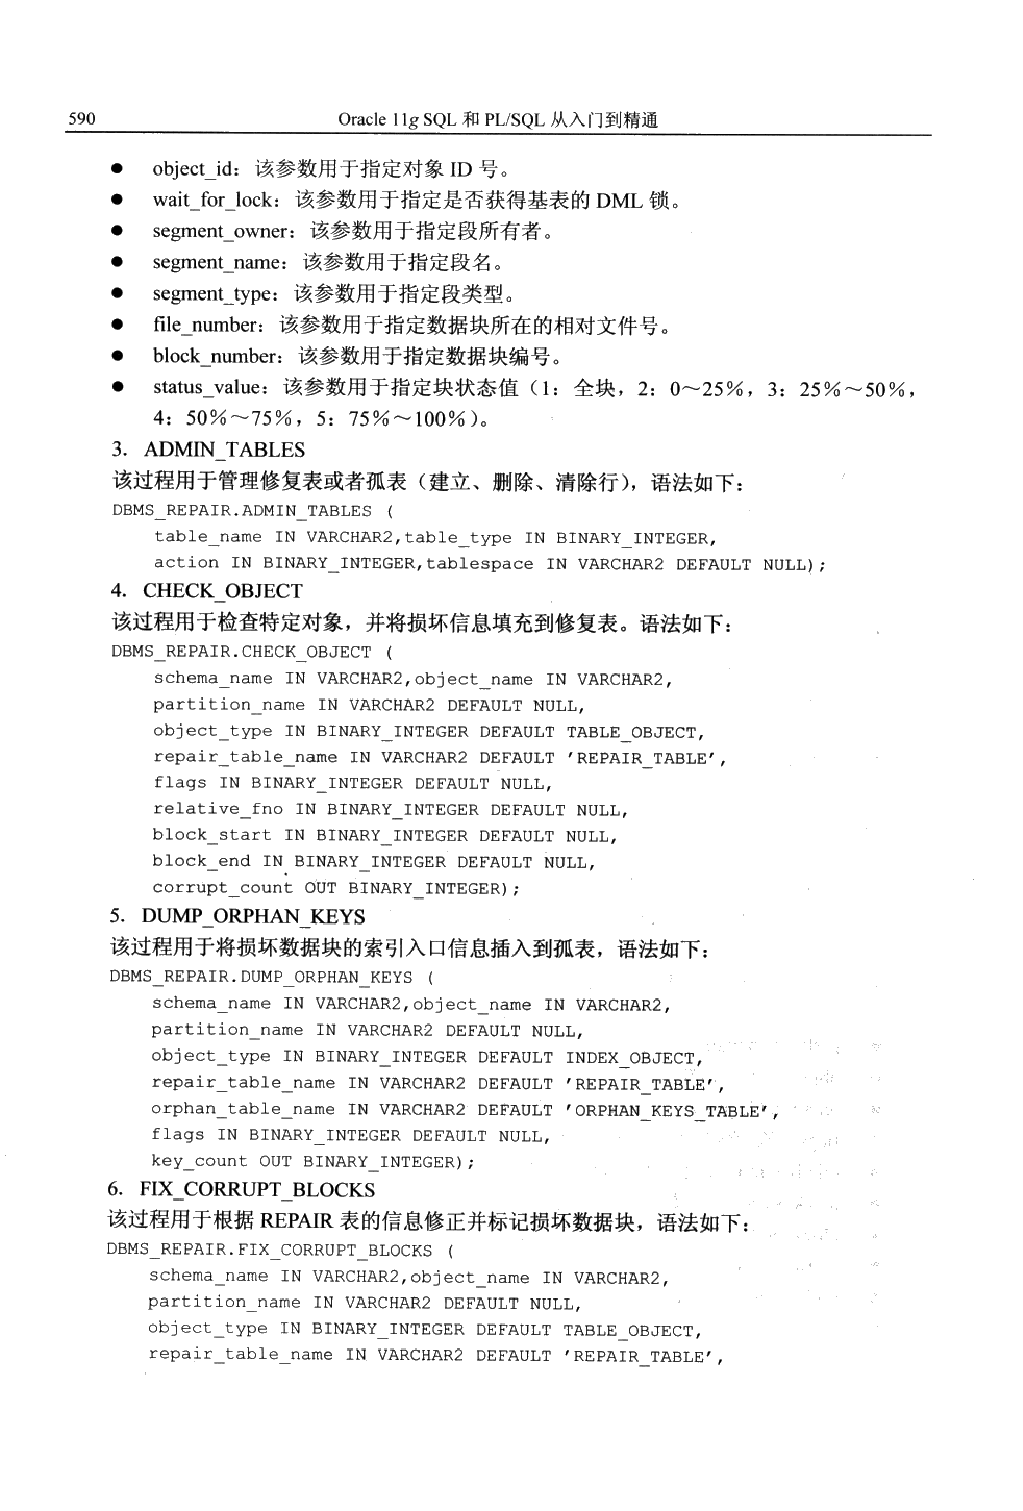 590
Oracle 11g SQL 和 PL/SQL 从入门到精通
● object_id：该参数用于指定对象 ID 号。
● wait_for_lock：该参数用于指定是否获得基表的 DML 锁。
● segment_owner：该参数用于指定段所有者。
● segment_name：该参数用于指定段名。
● segment_type：该参数用于指定段类型。
● file_number：该参数用于指定数据块所在的相对文件号。
● block_number：该参数用于指定数据块编号。
● status_value：该参数用于指定块状态值（1：全块，2：0～25%，3：25%～50%，
4：50%～75%，5：75%～100%）。
3. ADMIN_TABLES
该过程用于管理修复表或者孤表（建立、删除、清除行），语法如下：
DBMS_REPAIR.ADMIN_TABLES (
table_name IN VARCHAR2,table_type IN BINARY_INTEGER,
action IN BINARY_INTEGER,tablespace IN VARCHAR2 DEFAULT NULL);
4. CHECK_OBJECT
该过程用于检查特定对象，并将损坏信息填充到修复表。语法如下：
DBMS_REPAIR.CHECK_OBJECT (
schema_name IN VARCHAR2,object_name IN VARCHAR2,
partition_name IN VARCHAR2 DEFAULT NULL,
object_type IN BINARY_INTEGER DEFAULT TABLE_OBJECT,
repair_table_name IN VARCHAR2 DEFAULT 'REPAIR_TABLE',
flags IN BINARY_INTEGER DEFAULT NULL,
relative_fno IN BINARY_INTEGER DEFAULT NULL,
block_start IN BINARY_INTEGER DEFAULT NULL,
block_end IN BINARY_INTEGER DEFAULT NULL,
corrupt_count OUT BINARY_INTEGER);
5. DUMP_ORPHAN_KEYS
该过程用于将损坏数据块的索引入口信息插入到孤表，语法如下：
DBMS_REPAIR.DUMP_ORPHAN_KEYS (
schema_name IN VARCHAR2,object_name IN VARCHAR2,
partition_name IN VARCHAR2 DEFAULT NULL,
object_type IN BINARY_INTEGER DEFAULT INDEX_OBJECT,
repair_table_name IN VARCHAR2 DEFAULT 'REPAIR_TABLE',
orphan_table_name IN VARCHAR2 DEFAULT 'ORPHAN_KEYS_TABLE',
flags IN BINARY_INTEGER DEFAULT NULL,
key_count OUT BINARY_INTEGER);
6. FIX_CORRUPT_BLOCKS
该过程用于根据 REPAIR 表的信息修正并标记损坏数据块，语法如下：
DBMS_REPAIR.FIX_CORRUPT_BLOCKS (
schema_name IN VARCHAR2,object_name IN VARCHAR2,
partition_name IN VARCHAR2 DEFAULT NULL,
object_type IN BINARY_INTEGER DEFAULT TABLE_OBJECT,
repair_table_name IN VARCHAR2 DEFAULT 'REPAIR_TABLE',